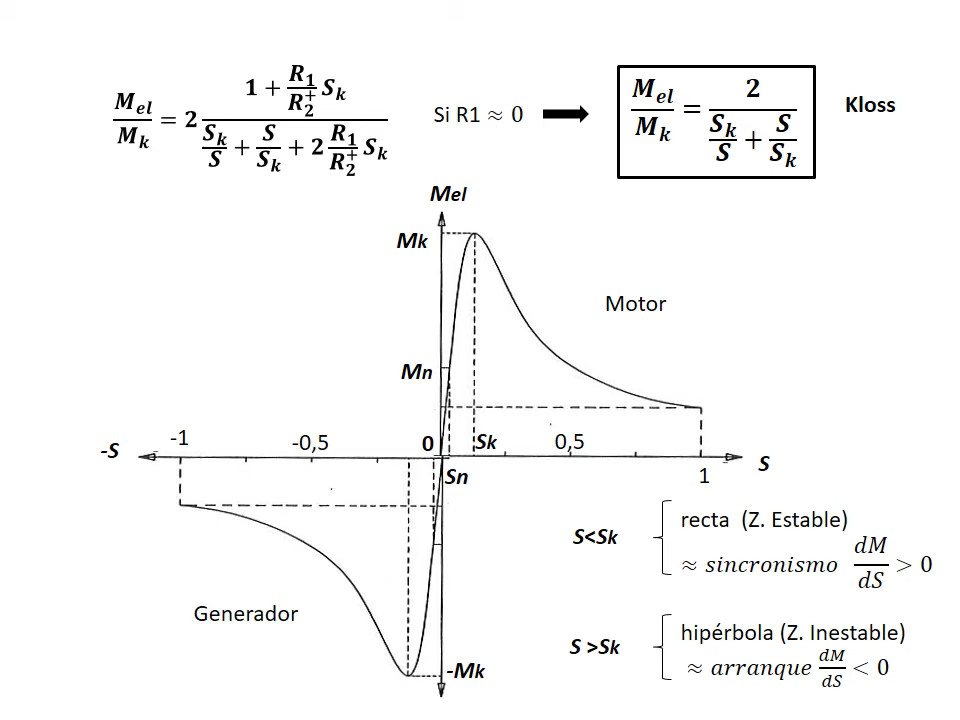 M_el/M_k = 2 (1 + R_1/R_2^+ S_k)/(S_k/S + S/S_k + 2 R_1/R_2^+ S_k)
Si R1 ≈ 0
M_el/M_k = 2/(S_k/S + S/S_k)
Kloss
Mel
Mk
Motor
Mn
-S
-1
-0,5
0
Sk
0,5
S
Sn
1
S<Sk
recta (Z. Estable)
≈ sincronismo dM/dS > 0
Generador
S >Sk
hipérbola (Z. Inestable)
≈ arranque dM/dS < 0
-Mk